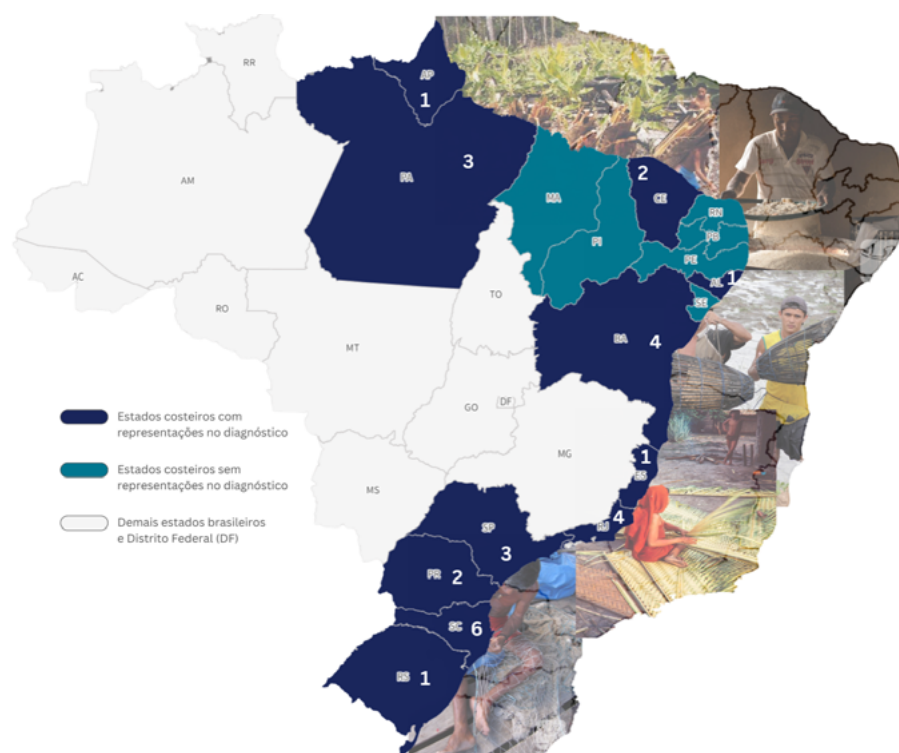 RR
AP
1
AM
PA
3
2
CE
MA
RN
PB
PI
PE
AL
1
SE
AC
RO
TO
BA
4
MT
Estados costeiros com
representações no diagnóstico
GO
DF
Estados costeiros sem
representações no diagnóstico
MG
1
ES
MS
Demais estados brasileiros
e Distrito Federal (DF)
RJ
4
SP
3
PR
2
SC
6
RS
1